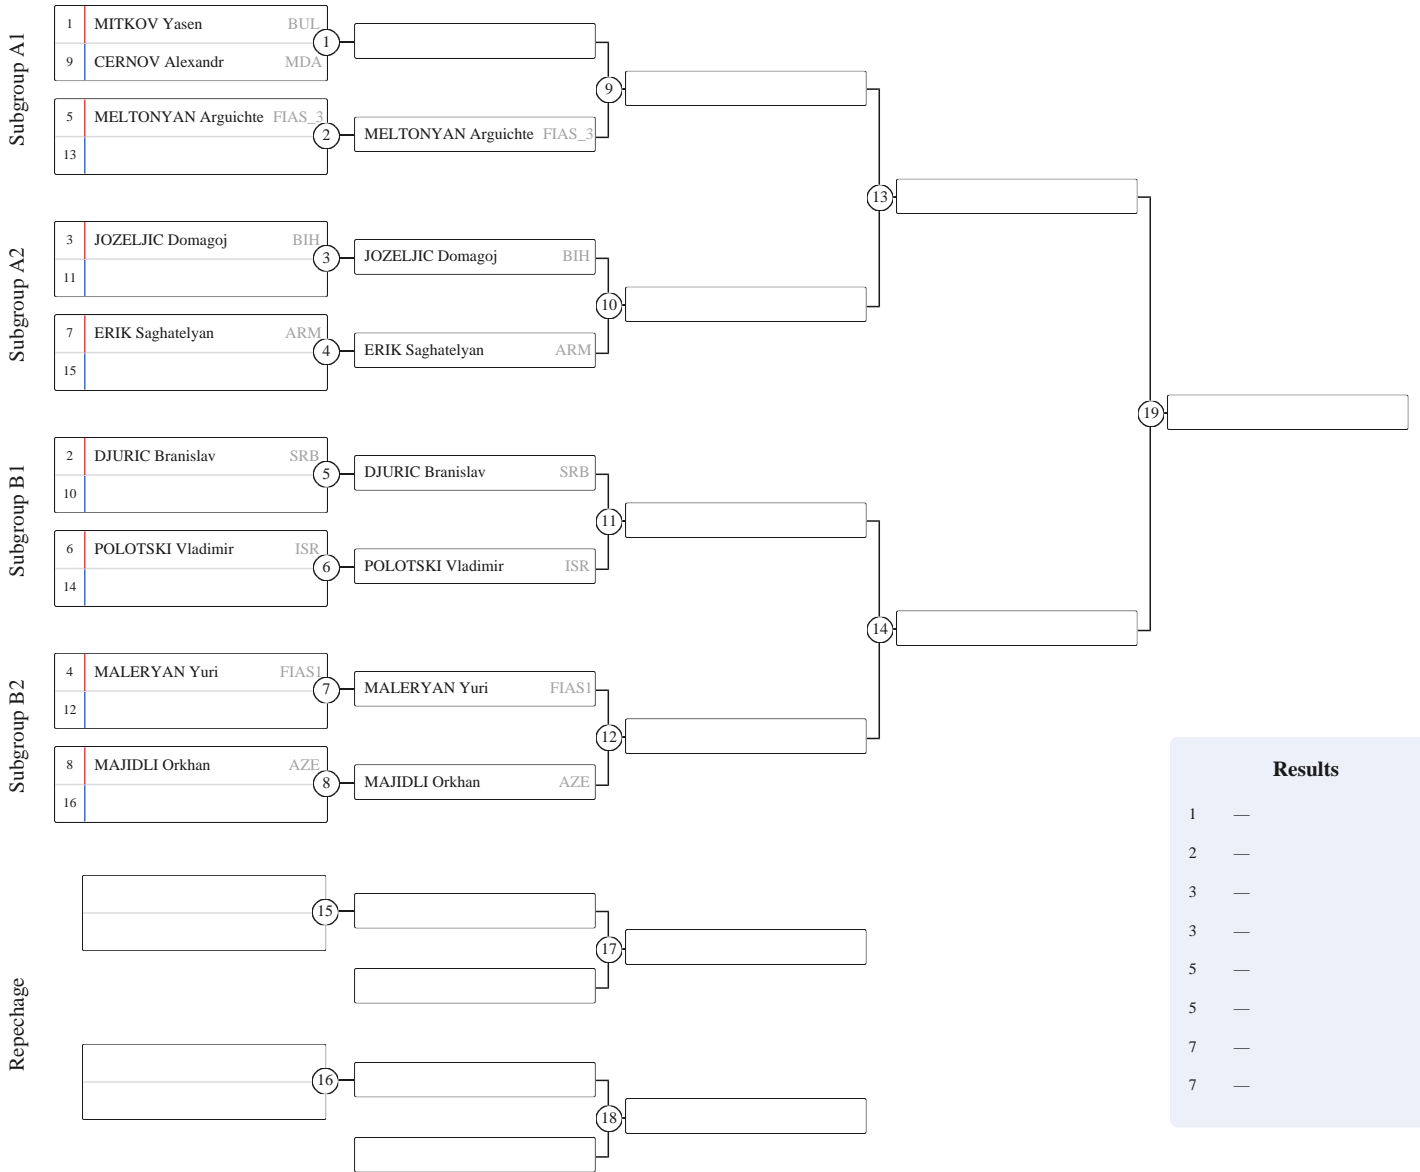 Subgroup A1
1 MITKOV Yasen BUL
9 CERNOV Alexandr MDA
1
5 MELTONYAN Arguichte FIAS_3
13
2
MELTONYAN Arguichte FIAS_3
9
Subgroup A2
3 JOZELJIC Domagoj BIH
11
3
JOZELJIC Domagoj BIH
7 ERIK Saghatelyan ARM
15
4
ERIK Saghatelyan ARM
10
13
Subgroup B1
2 DJURIC Branislav SRB
10
5
DJURIC Branislav SRB
6 POLOTSKI Vladimir ISR
14
6
POLOTSKI Vladimir ISR
11
Subgroup B2
4 MALERYAN Yuri FIAS1
12
7
MALERYAN Yuri FIAS1
8 MAJIDLI Orkhan AZE
16
8
MAJIDLI Orkhan AZE
12
14
19
Repechage
15
17
16
18
Results
1 —
2 —
3 —
3 —
5 —
5 —
7 —
7 —